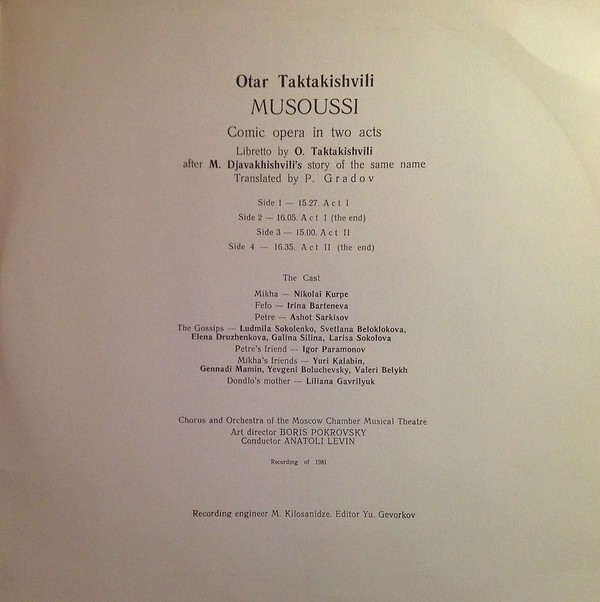 Otar Taktakishvili
MUSOUSSI
Comic opera in two acts
Libretto by O. Taktakishvili
after M. Djavakhishvili's story of the same name
Translated by P. Gradov
Side 1 — 15.27. Act I
Side 2 — 16.05. Act I (the end)
Side 3 — 15.00. Act II
Side 4 — 16.35. Act II (the end)
The Cast
Mikha — Nikolai Kurpe
Fefo — Irina Barteneva
Petre — Ashot Sarkisov
The Gossips — Ludmila Sokolenko, Svetlana Beloklokova,
Elena Druzhenkova, Galina Silina, Larisa Sokolova
Petre's friend — Igor Paramonov
Mikha's friends — Yuri Kalabin,
Gennadi Mamin, Yevgeni Boluchevsky, Valeri Belykh
Dondlo's mother — Liliana Gavrilyuk
Chorus and Orchestra of the Moscow Chamber Musical Theatre
Art director BORIS POKROVSKY
Conductor ANATOLI LEVIN
Recording of 1981
Recording engineer M. Kilosanidze. Editor Yu. Gevorkov